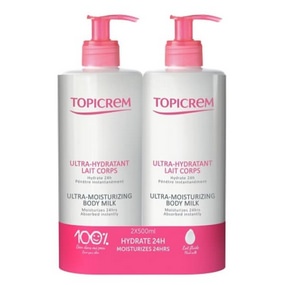 TOPICREM
ULTRA-HYDRATANT
LAIT CORPS
Hydrate 24h
Pénètre instantanément
ULTRA-MOISTURIZING
BODY MILK
Moisturizes 24hrs
Absorbed instantly
TOPICREM
ULTRA-HYDRATANT
LAIT CORPS
Hydrate 24h
Pénètre instantanément
ULTRA-MOISTURIZING
BODY MILK
Moisturizes 24hrs
Absorbed instantly
2X500ml
100%
HYDRATE 24H
MOISTURIZES 24HRS
Lait fluide